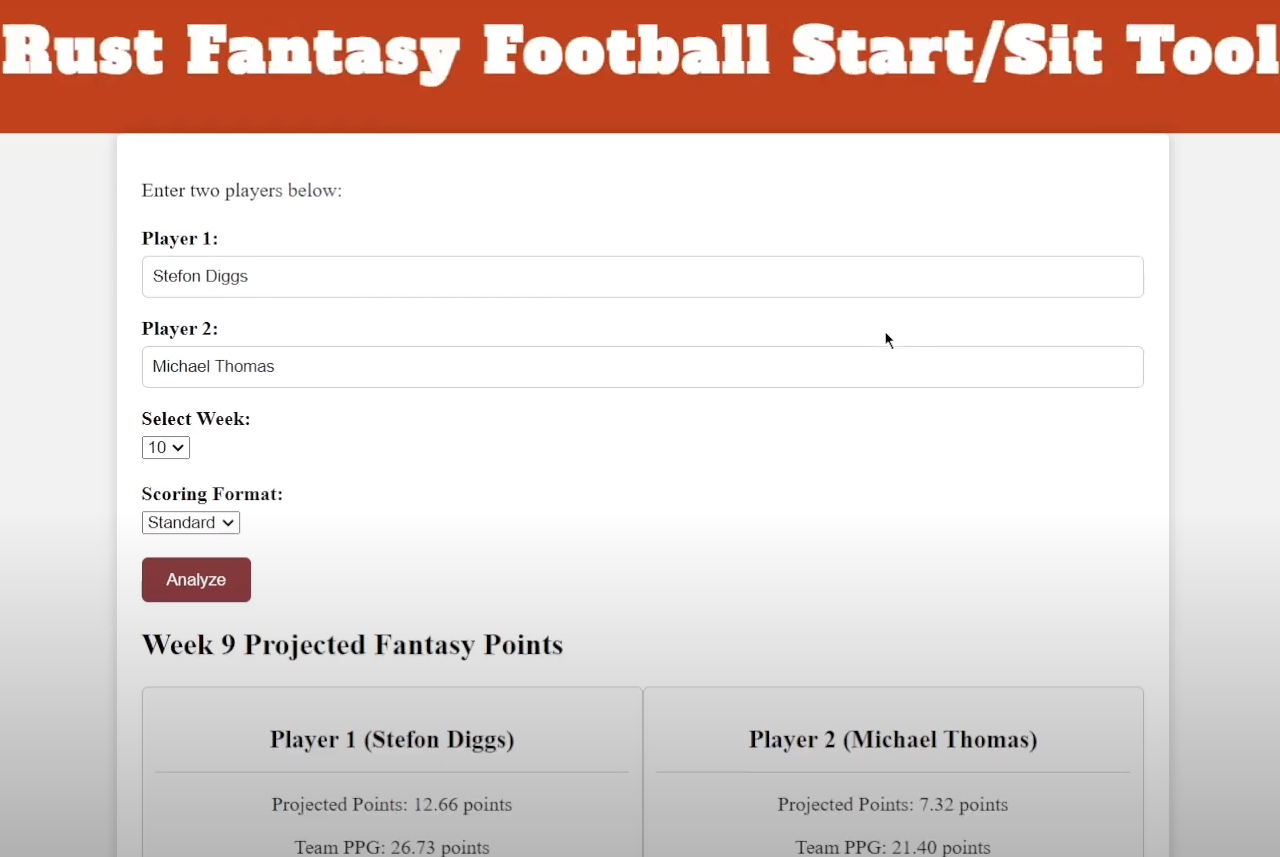 Rust Fantasy Football Start/Sit Tool
Enter two players below:
Player 1:
Stefon Diggs
Player 2:
Michael Thomas
Select Week:
10
Scoring Format:
Standard
Analyze
Week 9 Projected Fantasy Points
Player 1 (Stefon Diggs)
Projected Points: 12.66 points
Team PPG: 26.73 points
Player 2 (Michael Thomas)
Projected Points: 7.32 points
Team PPG: 21.40 points